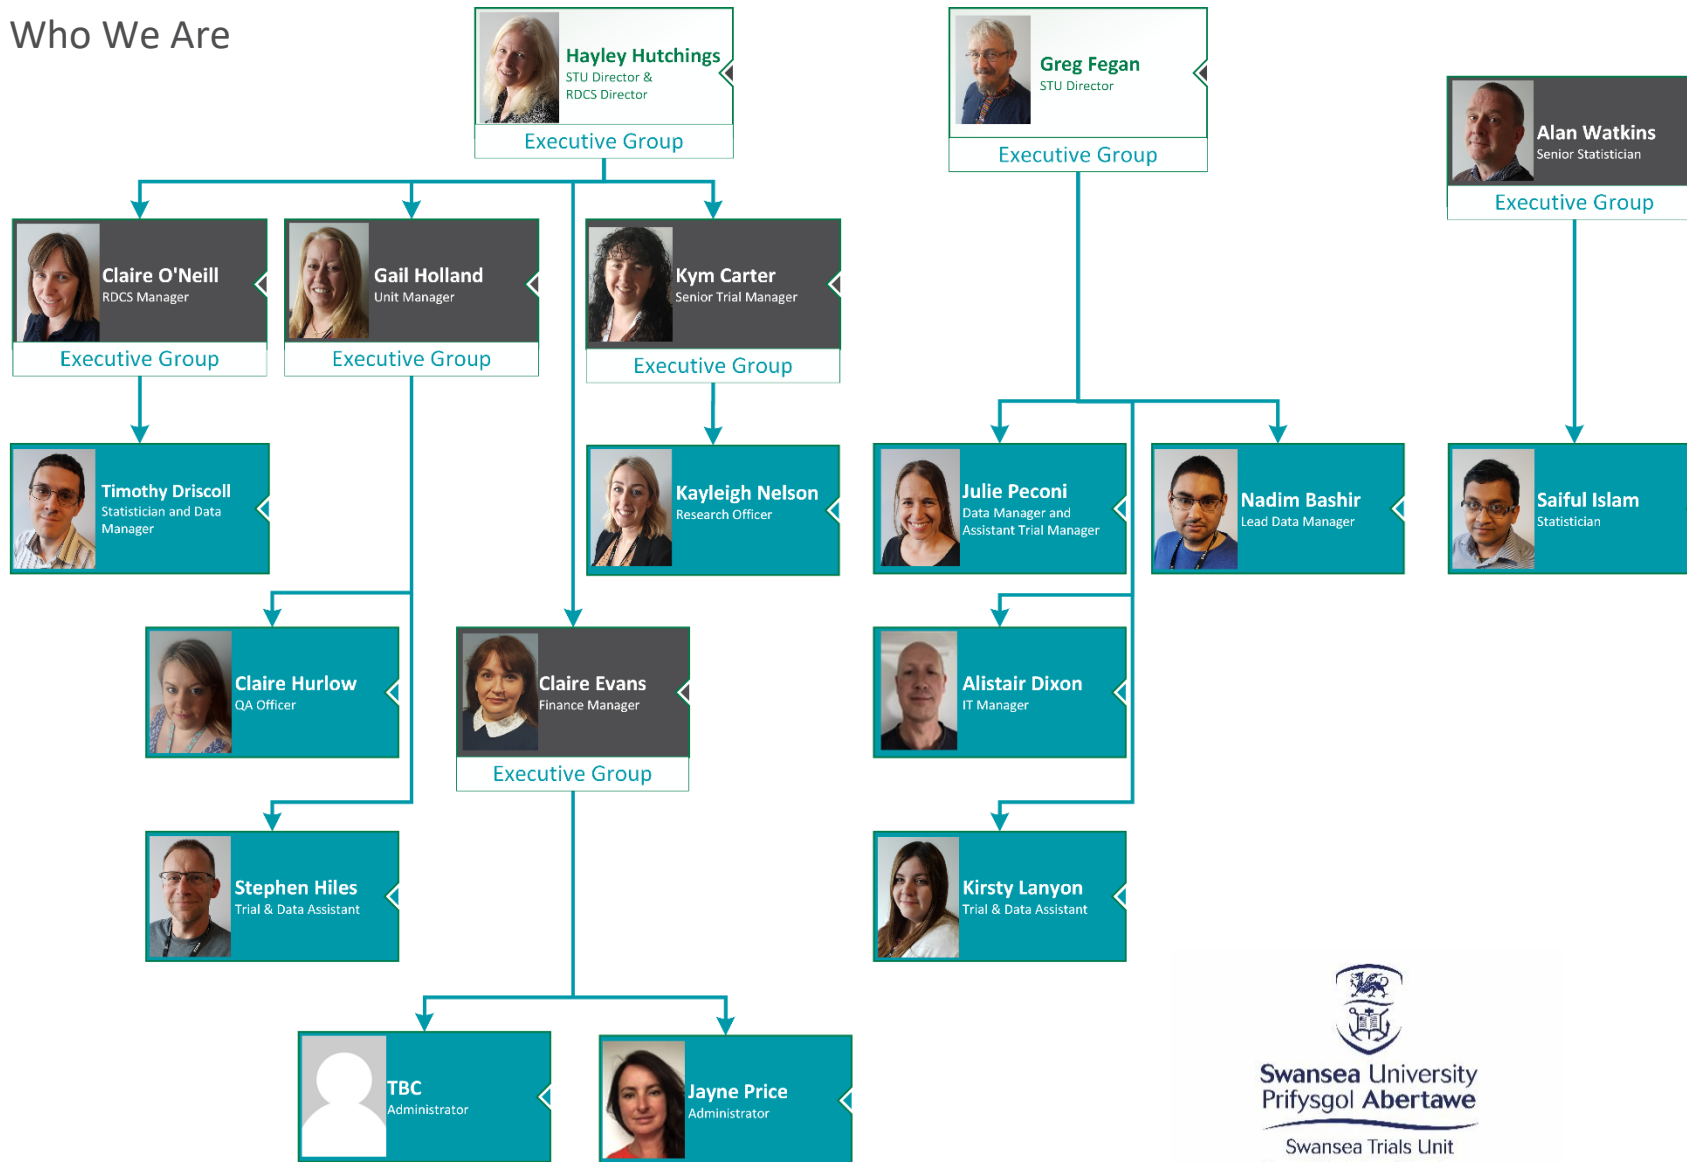 Who We Are
Hayley Hutchings
STU Director &
RDCS Director
Executive Group
Greg Fegan
STU Director
Executive Group
Alan Watkins
Senior Statistician
Executive Group
Claire O'Neill
RDCS Manager
Executive Group
Gail Holland
Unit Manager
Executive Group
Kym Carter
Senior Trial Manager
Executive Group
Timothy Driscoll
Statistician and Data
Manager
Kayleigh Nelson
Research Officer
Julie Peconi
Data Manager and
Assistant Trial Manager
Nadim Bashir
Lead Data Manager
Saiful Islam
Statistician
Claire Hurlow
QA Officer
Claire Evans
Finance Manager
Executive Group
Alistair Dixon
IT Manager
Stephen Hiles
Trial & Data Assistant
Kirsty Lanyon
Trial & Data Assistant
TBC
Administrator
Jayne Price
Administrator
Swansea University
Prifysgol Abertawe
Swansea Trials Unit